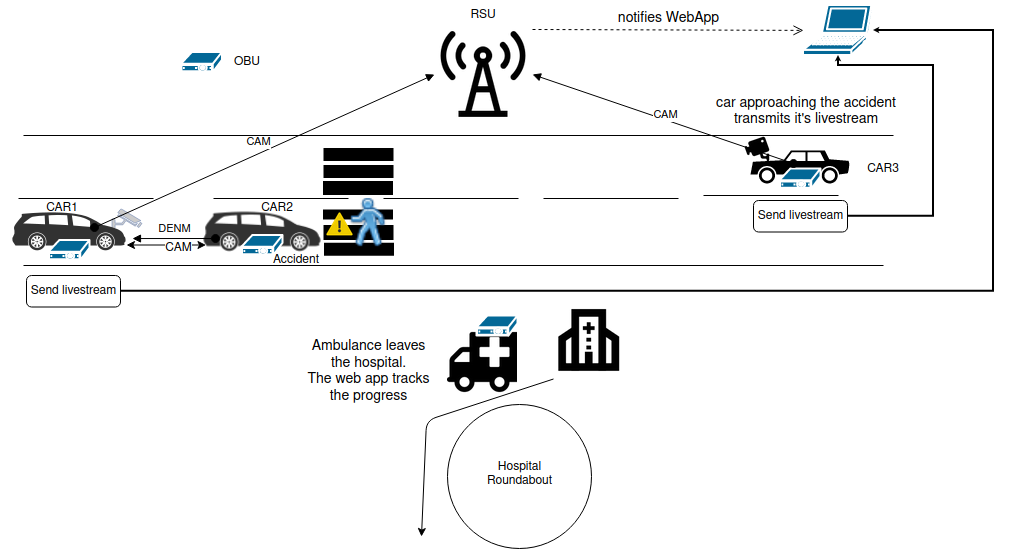 RSU
notifies WebApp
OBU
car approaching the accident
transmits it's livestream
CAM
CAM
CAR3
CAR1
CAR2
Send livestream
DENM
CAM
Accident
Send livestream
Ambulance leaves
the hospital.
The web app tracks
the progress
Hospital
Roundabout